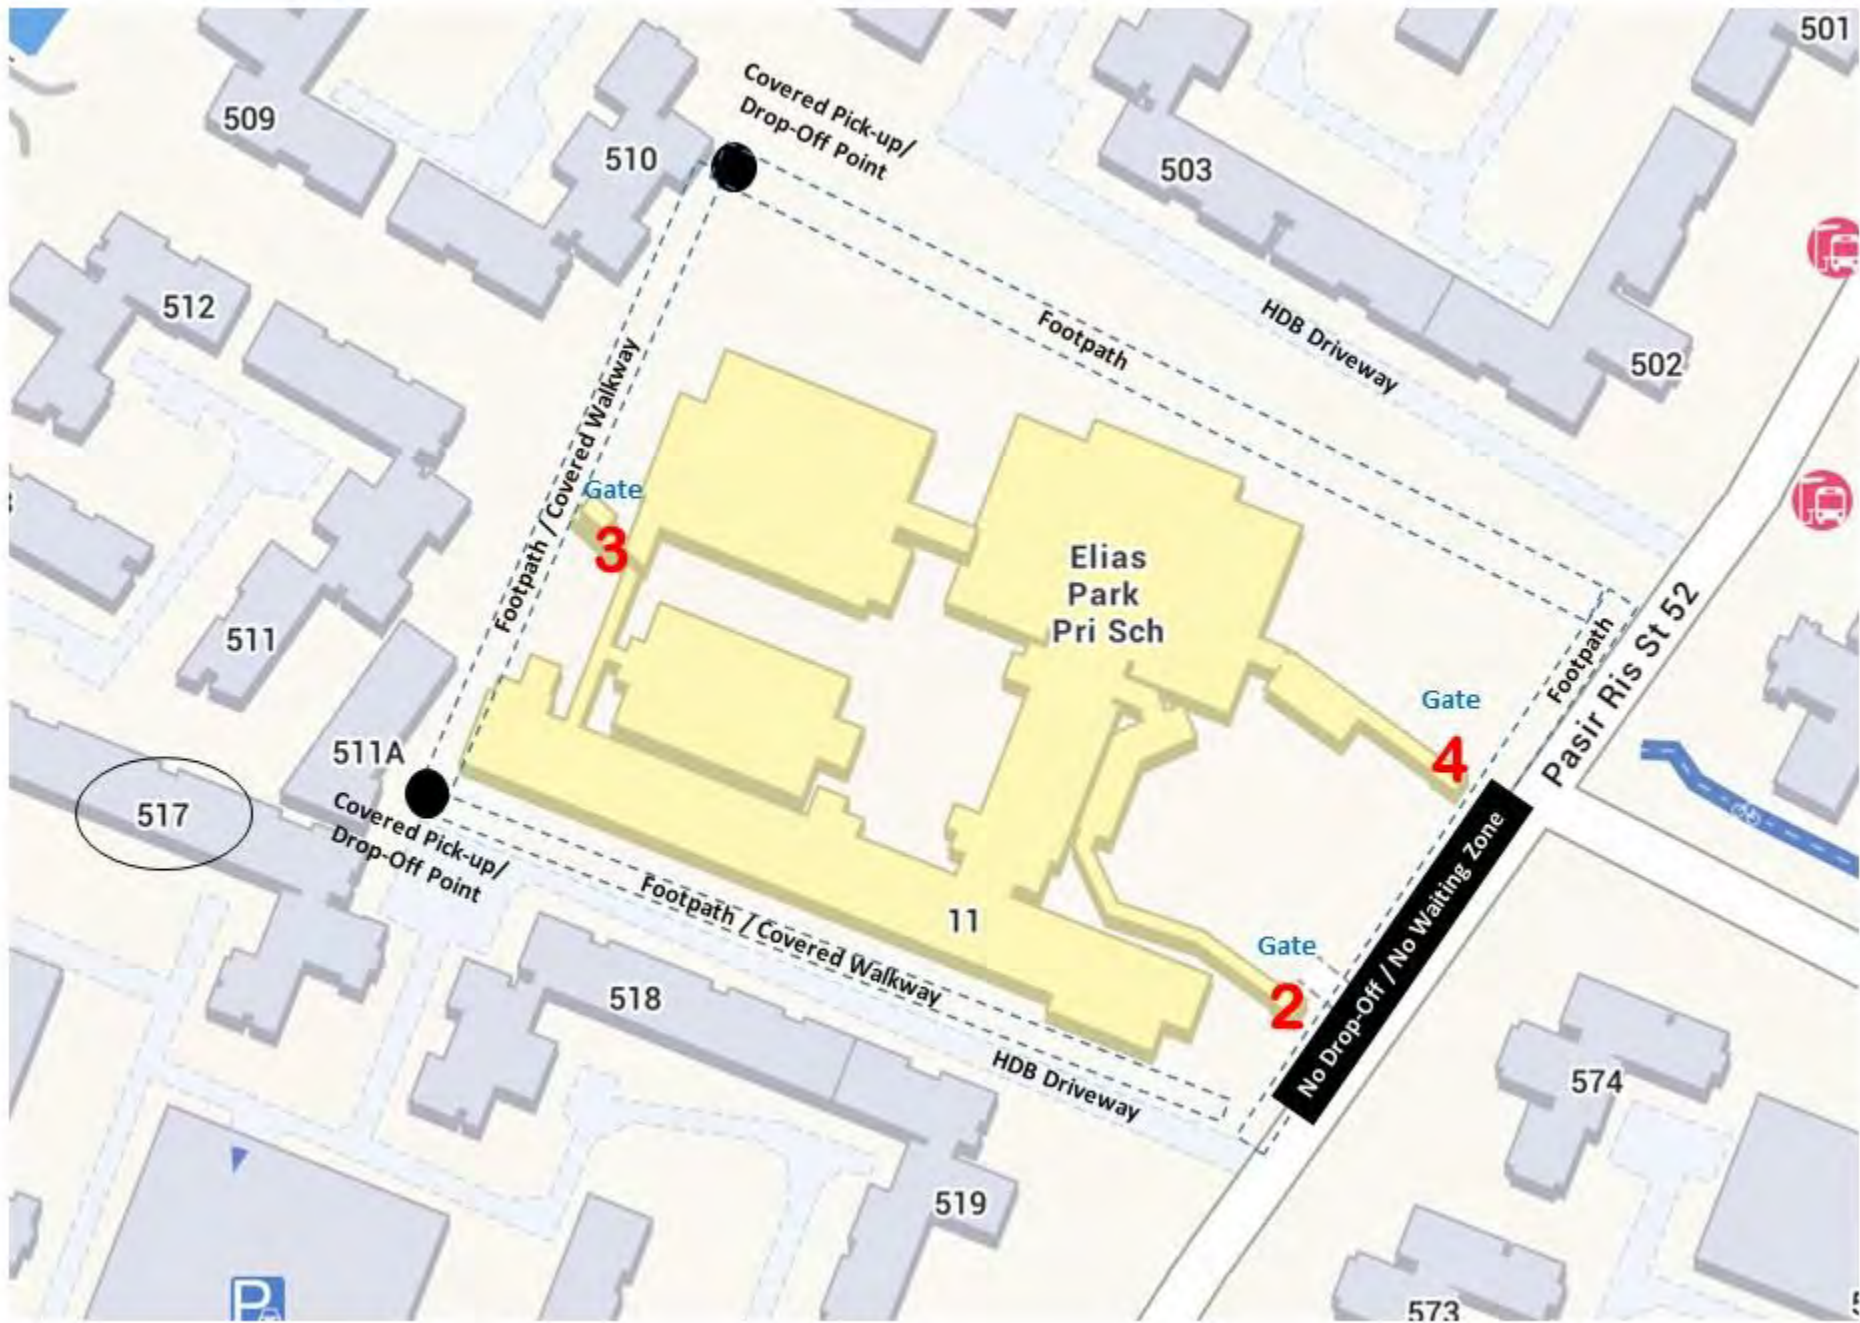 501
509
Covered Pick-up/
Drop-Off Point
510
503
512
Footpath
HDB Driveway
502
Footpath / Covered Walkway
Gate
3
Elias
Park
Pri Sch
Pasir Ris St 52
Footpath
511
Gate
4
511A
517
Covered Pick-up/
Drop-Off Point
No Drop-Off / No Waiting Zone
Footpath / Covered Walkway
11
Gate
2
518
HDB Driveway
574
519
P
573